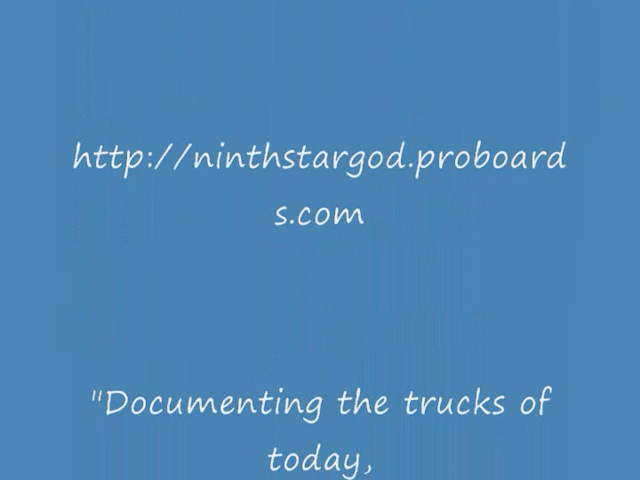 http://ninthstargod.proboard
s.com
"Documenting the trucks of
today,